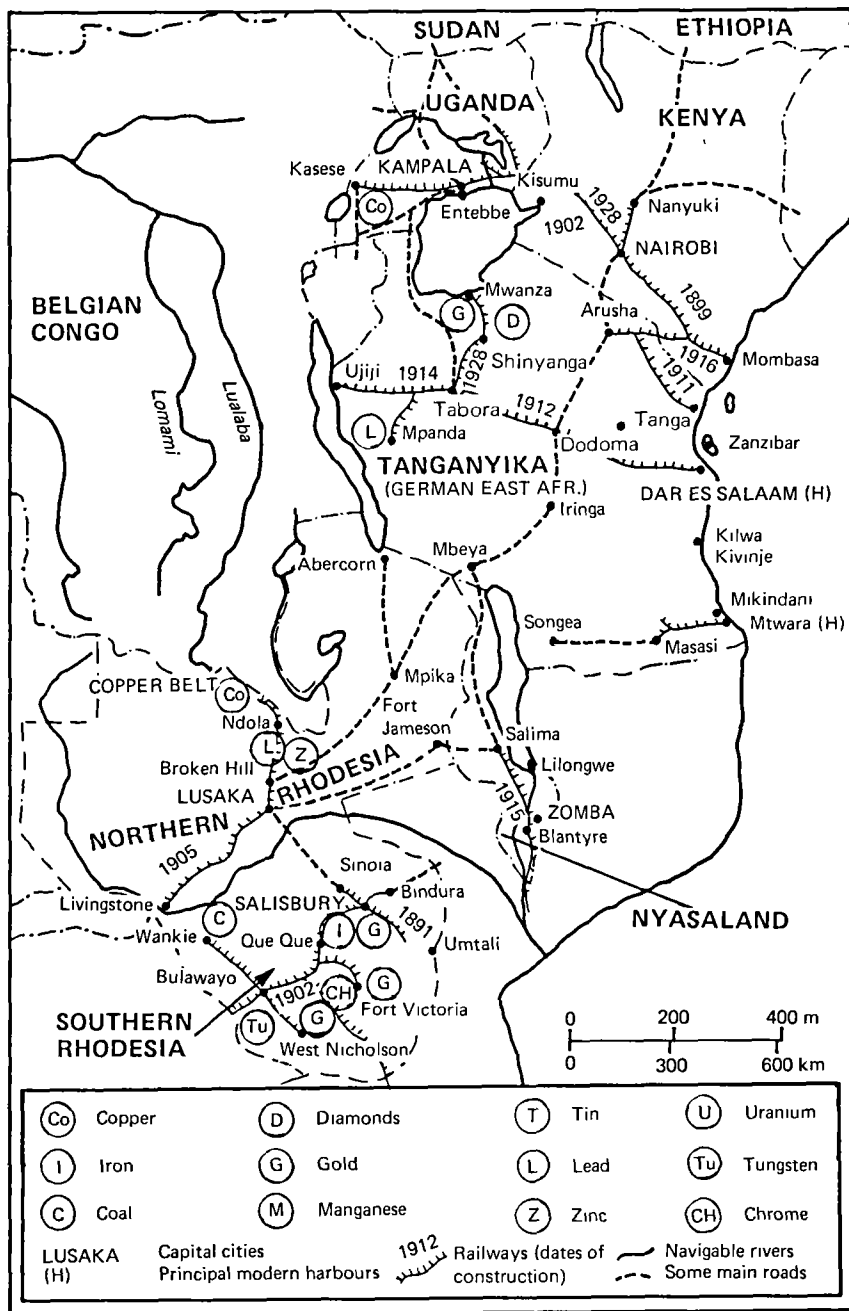 SUDAN
ETHIOPIA
UGANDA
KENYA
Kasese
KAMPALA
Kisumu
Co
Entebbe
1902
1928
Nanyuki
NAIROBI
BELGIAN
CONGO
Mwanza
G
D
Arusha
1899
Shinyanga
1916
Mombasa
Ujiji
1914
1928
1911
Lomami
Lualaba
Tabora
1912
Tanga
L
Mpanda
Dodoma
Zanzibar
TANGANYIKA
(GERMAN EAST AFR.)
DAR ES SALAAM (H)
Iringa
Abercorn
Mbeya
Kilwa
Kivinje
Mikindani
Songea
Mtwara (H)
Masasi
COPPER BELT
Co
Mpika
Ndola
Fort
Jameson
Salima
L
Z
Broken Hill
Lilongwe
LUSAKA
NORTHERN
RHODESIA
1915
ZOMBA
Blantyre
1905
Sinoia
Bindura
Livingstone
SALISBURY
C
1891
NYASALAND
Wankie
Que Que
I
G
Umtali
Bulawayo
1902
CH
G
Fort Victoria
SOUTHERN
RHODESIA
Tu
G
West Nicholson
0 200 400 m
0 300 600 km
Co Copper D Diamonds T Tin U Uranium
I Iron G Gold L Lead Tu Tungsten
C Coal M Manganese Z Zinc CH Chrome
LUSAKA Capital cities 1912 Railways (dates of Navigable rivers
(H) Principal modern harbours construction) Some main roads